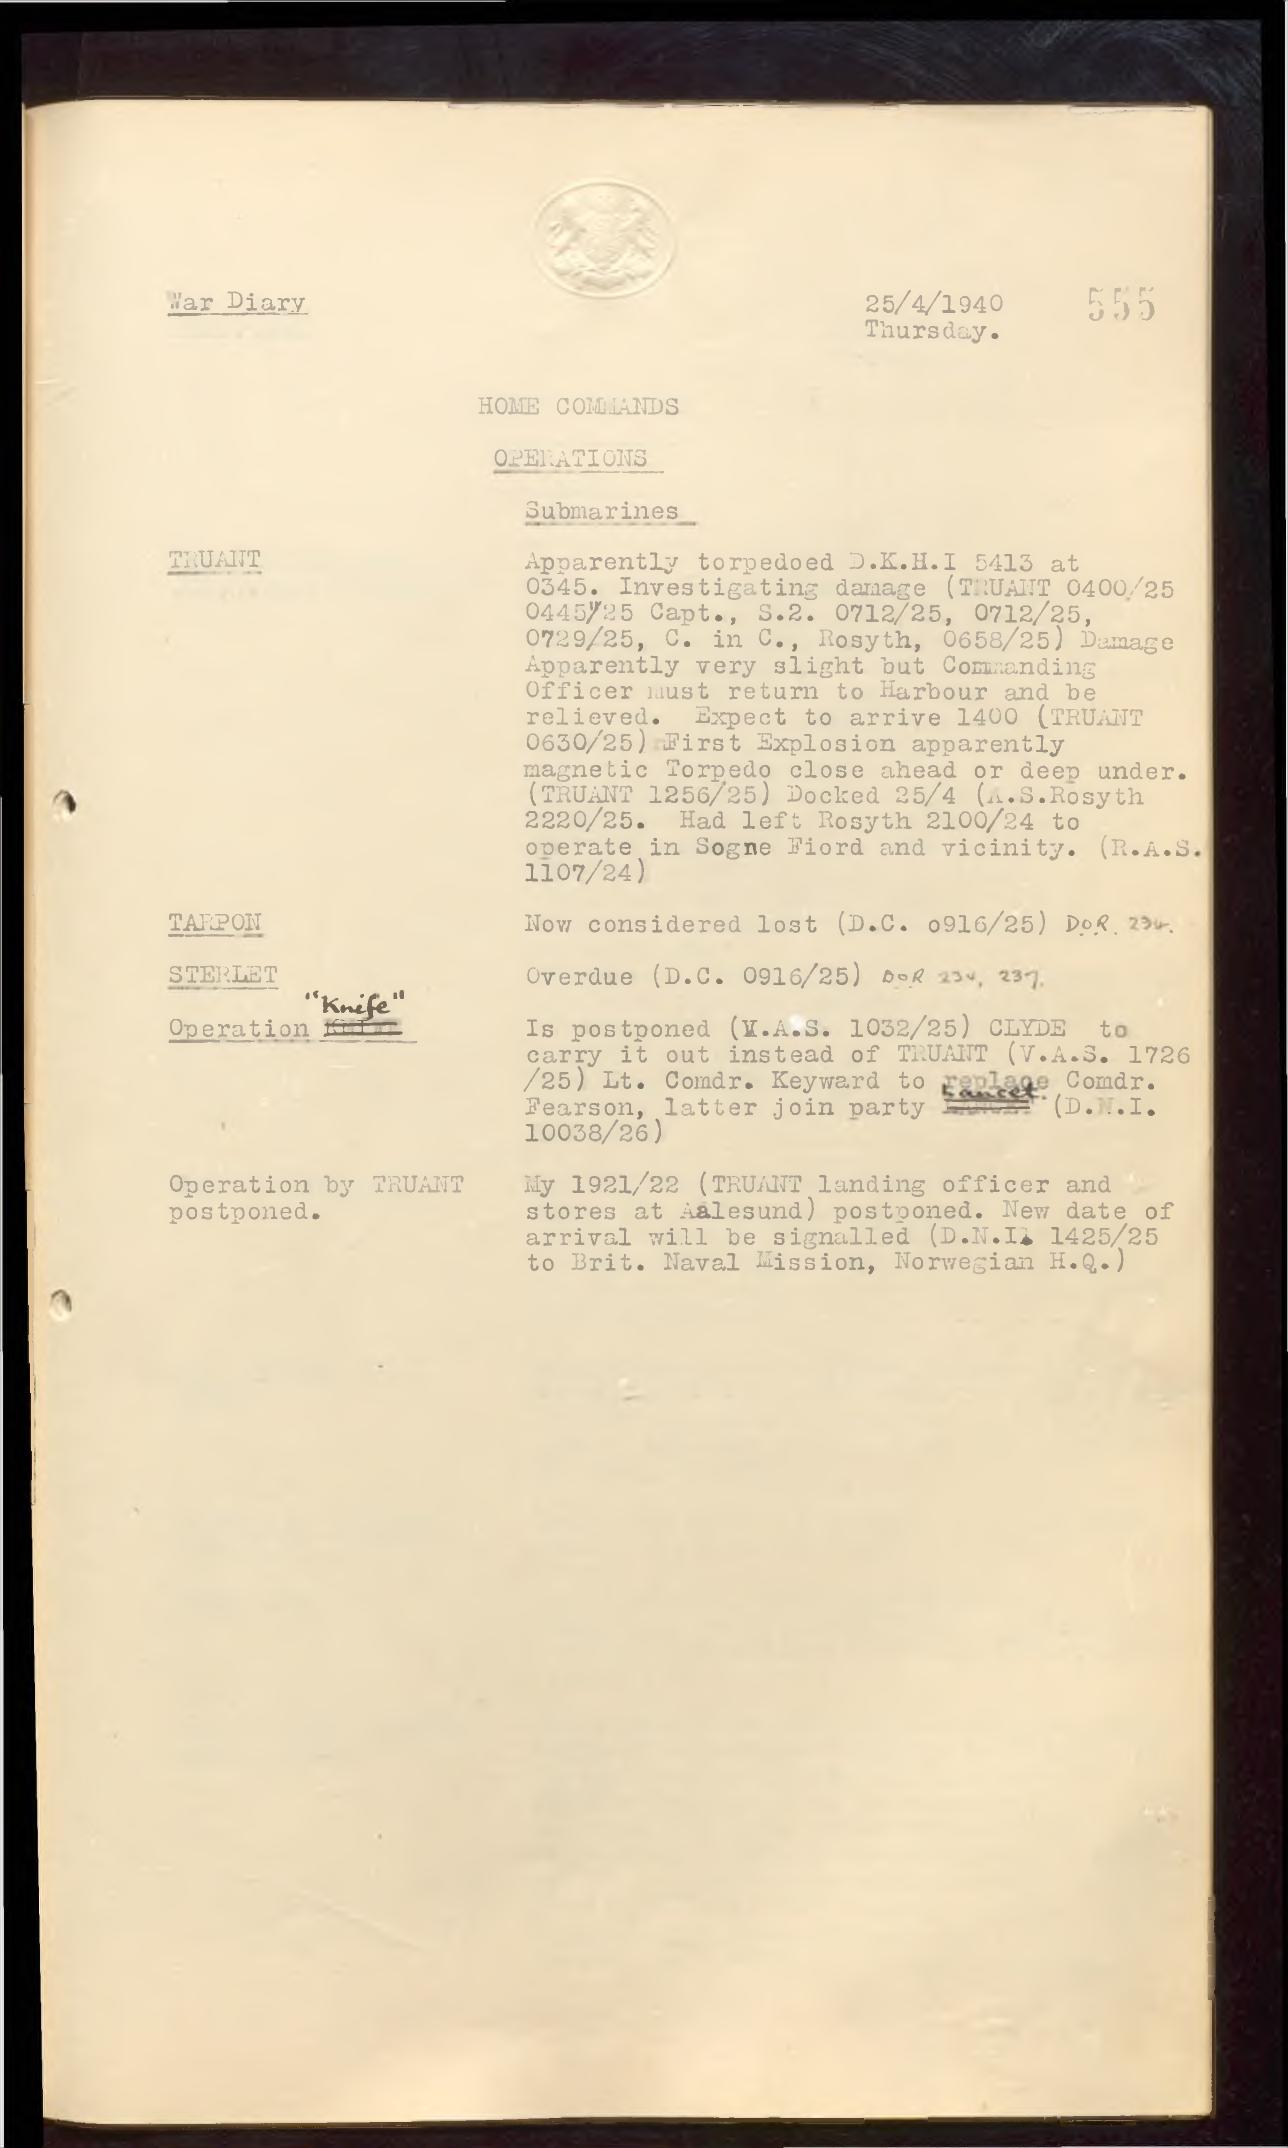 War Diary
25/4/1940 555
Thursday.
HOME COMMANDS
OPERATIONS
Submarines
TRUANT Apparently torpedoed D.K.H.I 5413 at
0345. Investigating damage (TRUANT 0400/25
0445/25 Capt., S.2. 0712/25, 0712/25,
0729/25, C. in C., Rosyth, 0658/25) Damage
Apparently very slight but Commanding
Officer must return to Harbour and be
relieved. Expect to arrive 1400 (TRUANT
0630/25) First Explosion apparently
magnetic Torpedo close ahead or deep under.
(TRUANT 1256/25) Docked 25/4 (A.S.Rosyth
2220/25. Had left Rosyth 2100/24 to
operate in Sogne Fiord and vicinity. (R.A.S.
1107/24)
TARPON Now considered lost (D.C. o916/25) DoR. 234.
STERLET Overdue (D.C. 0916/25) DoR 234, 237.
"Knife"
Operation Is postponed (V.A.S. 1032/25) CLYDE to
carry it out instead of TRUANT (V.A.S. 1726
/25) Lt. Comdr. Keyward to replace Comdr.
Fearson, latter join party Lancet. (D.N.I.
10038/26)
Operation by TRUANT My 1921/22 (TRUANT landing officer and
postponed. stores at Aalesund) postponed. New date of
arrival will be signalled (D.N.I. 1425/25
to Brit. Naval Mission, Norwegian H.Q.)